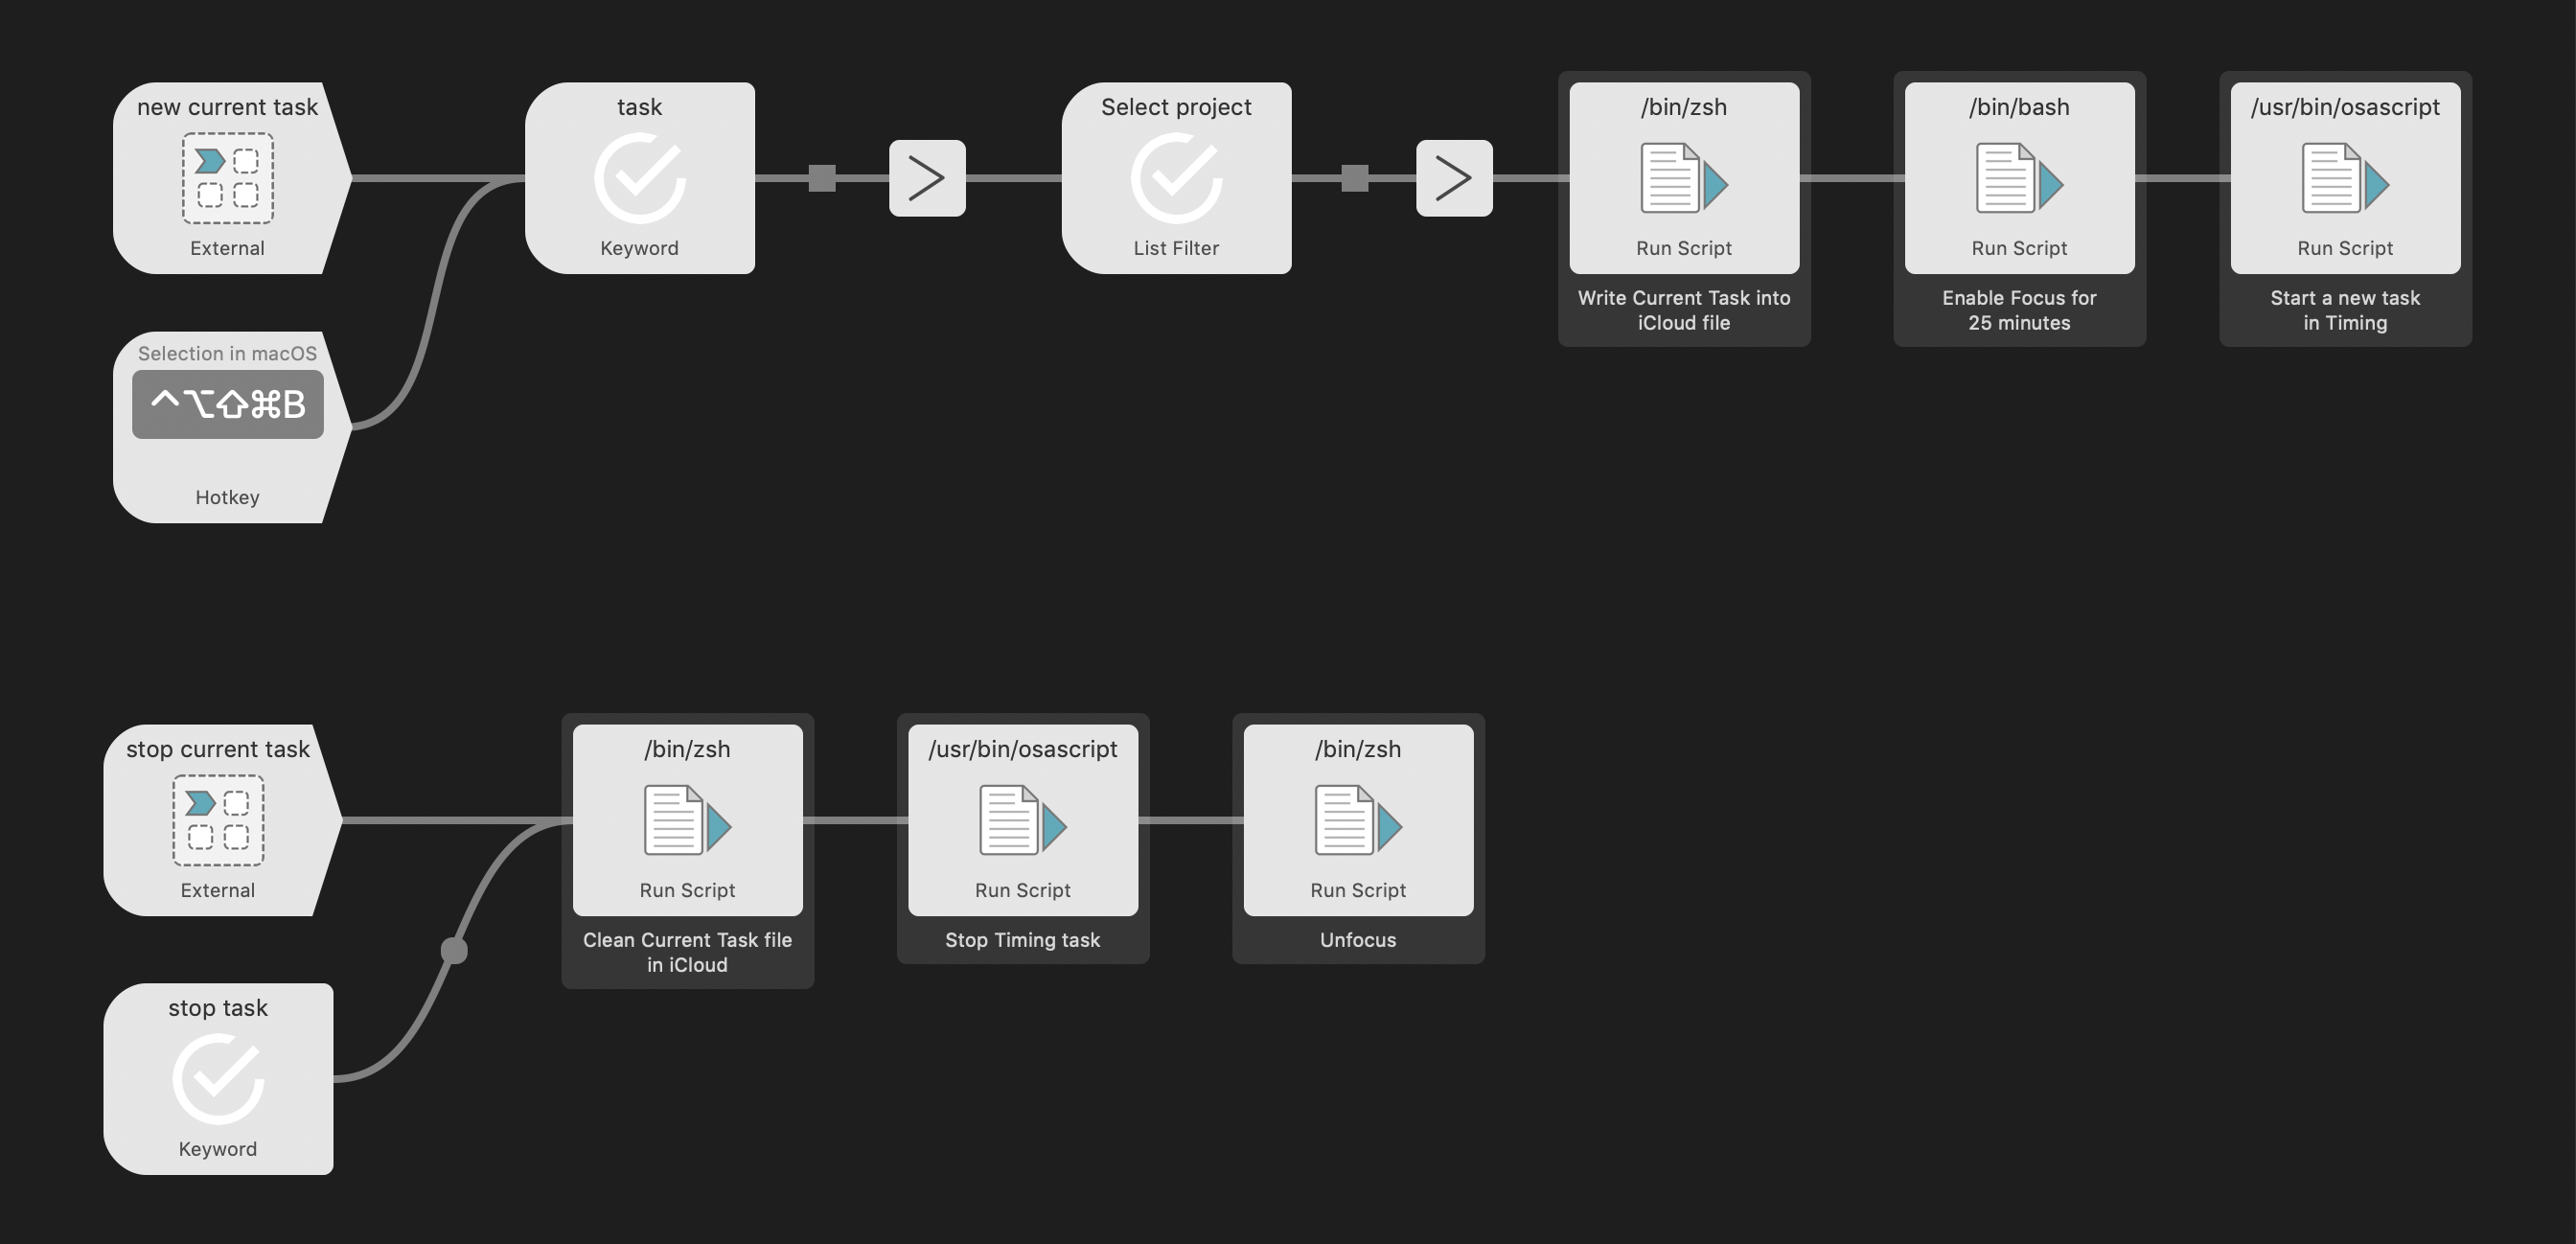 new current task
External
task
Keyword
Select project
List Filter
/bin/zsh
Run Script
Write Current Task into
iCloud file
/bin/bash
Run Script
Enable Focus for
25 minutes
/usr/bin/osascript
Run Script
Start a new task
in Timing
Selection in macOS
⌃⌥⇧⌘B
Hotkey
stop current task
External
/bin/zsh
Run Script
Clean Current Task file
in iCloud
/usr/bin/osascript
Run Script
Stop Timing task
/bin/zsh
Run Script
Unfocus
stop task
Keyword